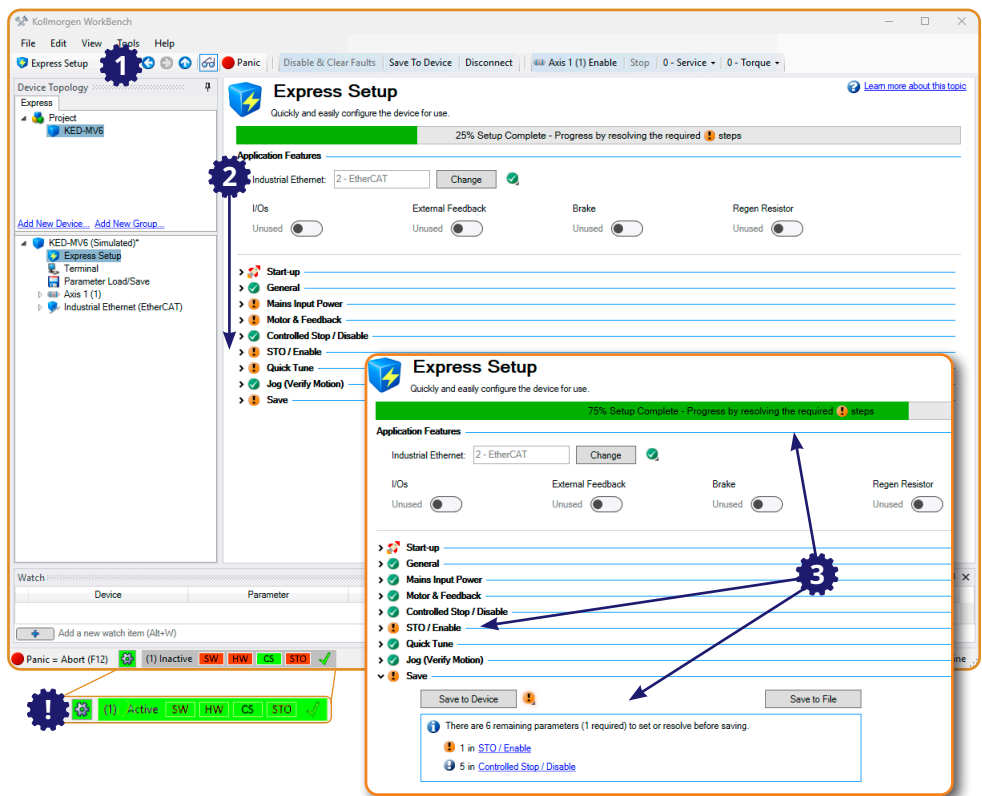 Kollmorgen WorkBench
File Edit View Tools Help
Express Setup 1 Panic Disable & Clear Faults Save To Device Disconnect Axis 1 (1) Enable Stop 0 - Service 0 - Torque
Device Topology
Express
Project
KED-MV6
Add New Device... Add New Group...
KED-MV6 (Simulated)*
Express Setup
Terminal
Parameter Load/Save
Axis 1 (1)
Industrial Ethernet (EtherCAT)
Express Setup
Learn more about this topic
Quickly and easily configure the device for use.
25% Setup Complete - Progress by resolving the required ! steps
Application Features
2
Industrial Ethernet: 2 - EtherCAT Change
I/Os External Feedback Brake Regen Resistor
Unused Unused Unused Unused
Start-up
General
Mains Input Power
Motor & Feedback
Controlled Stop / Disable
STO / Enable
Quick Tune
Jog (Verify Motion)
Save
Express Setup
Quickly and easily configure the device for use.
75% Setup Complete - Progress by resolving the required ! steps
Application Features
Industrial Ethernet: 2 - EtherCAT Change
I/Os External Feedback Brake Regen Resistor
Unused Unused Unused Unused
Start-up
General
3
Mains Input Power
Motor & Feedback
Controlled Stop / Disable
STO / Enable
Quick Tune
Jog (Verify Motion)
Save
Save to Device ! Save to File
There are 6 remaining parameters (1 required) to set or resolve before saving.
1 in STO / Enable
5 in Controlled Stop / Disable
Watch
Device Parameter
Add a new watch item (Alt+W)
Panic = Abort (F12) (1) Inactive SW HW CS STO
! (1) Active SW HW CS STO